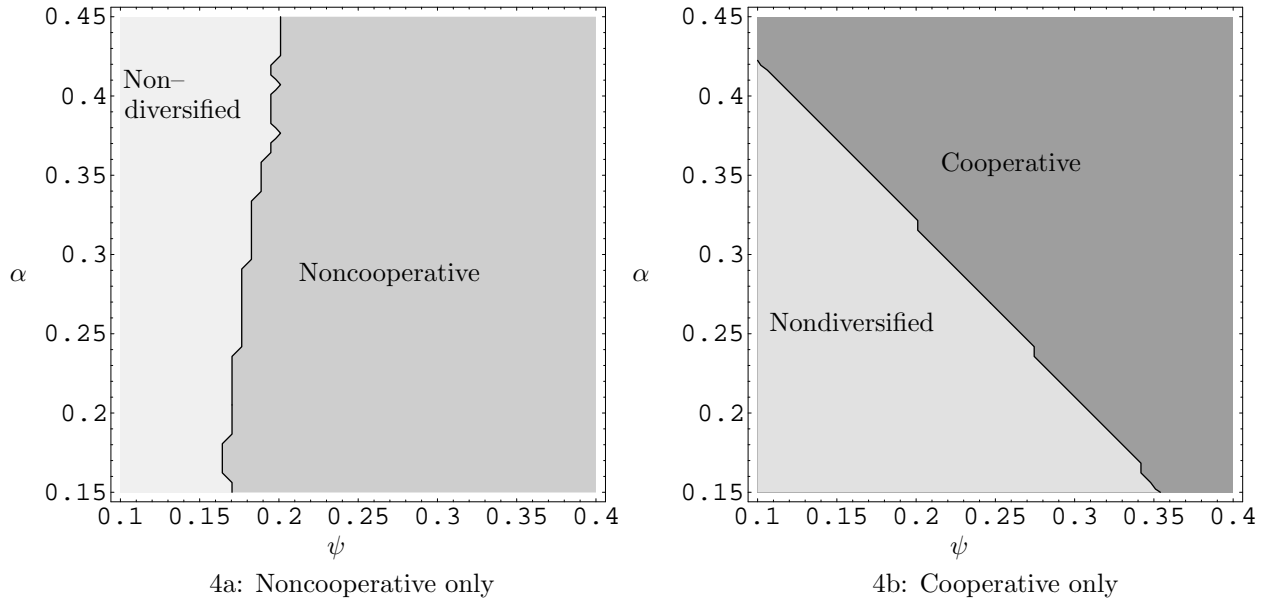 0.45
0.4
0.35
0.3
0.25
0.2
0.15
α
Non–
diversified
Noncooperative
0.1 0.15 0.2 0.25 0.3 0.35 0.4
ψ
4a: Noncooperative only
0.45
0.4
0.35
0.3
0.25
0.2
0.15
α
Cooperative
Nondiversified
0.1 0.15 0.2 0.25 0.3 0.35 0.4
ψ
4b: Cooperative only